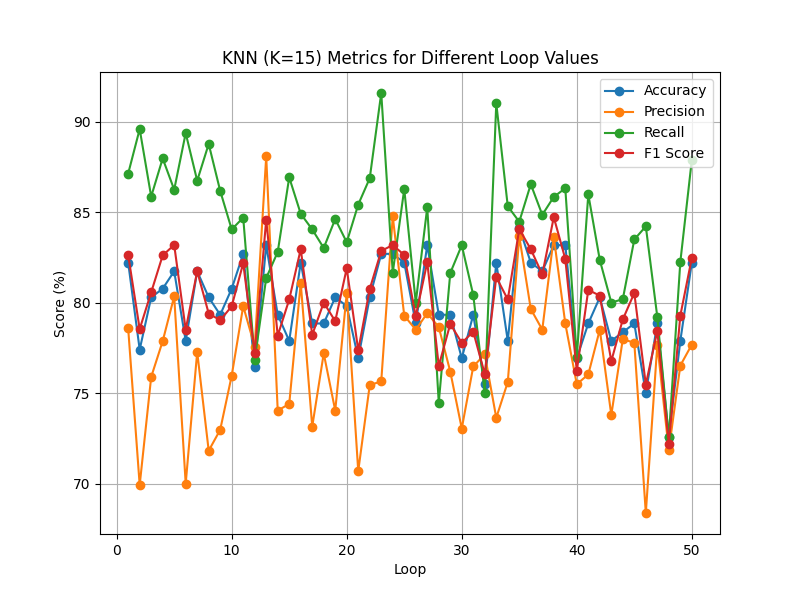 KNN (K=15) Metrics for Different Loop Values
Accuracy
Precision
Recall
F1 Score
90
85
80
75
70
Score (%)
0 10 20 30 40 50
Loop